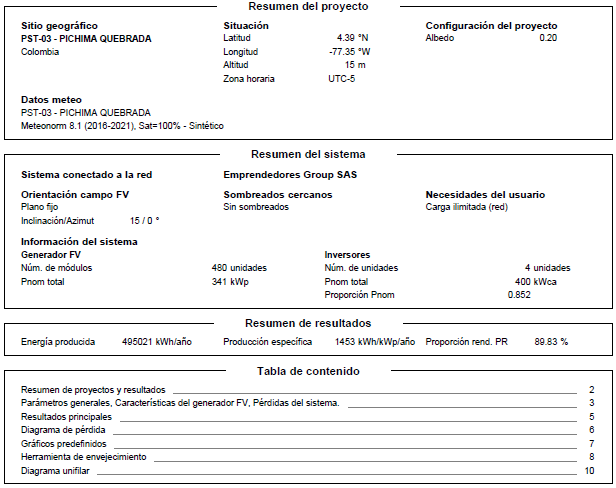 Resumen del proyecto
Sitio geográfico Situación Configuración del proyecto
PST-03 - PICHIMA QUEBRADA Latitud 4.39 °N Albedo 0.20
Colombia Longitud -77.35 °W
Altitud 15 m
Zona horaria UTC-5
Datos meteo
PST-03 - PICHIMA QUEBRADA
Meteonorm 8.1 (2016-2021), Sat=100% - Sintético
Resumen del sistema
Sistema conectado a la red Emprendedores Group SAS
Orientación campo FV Sombreados cercanos Necesidades del usuario
Plano fijo Sin sombreados Carga ilimitada (red)
Inclinación/Azimut 15 / 0 °
Información del sistema
Generador FV Inversores
Núm. de módulos 480 unidades Núm. de unidades 4 unidades
Pnom total 341 kWp Pnom total 400 kWca
Proporción Pnom 0.852
Resumen de resultados
Energía producida 495021 kWh/año Producción específica 1453 kWh/kWp/año Proporción rend. PR 89.83 %
Tabla de contenido
Resumen de proyectos y resultados 2
Parámetros generales, Características del generador FV, Pérdidas del sistema. 3
Resultados principales 5
Diagrama de pérdida 6
Gráficos predefinidos 7
Herramienta de envejecimiento 8
Diagrama unifilar 10